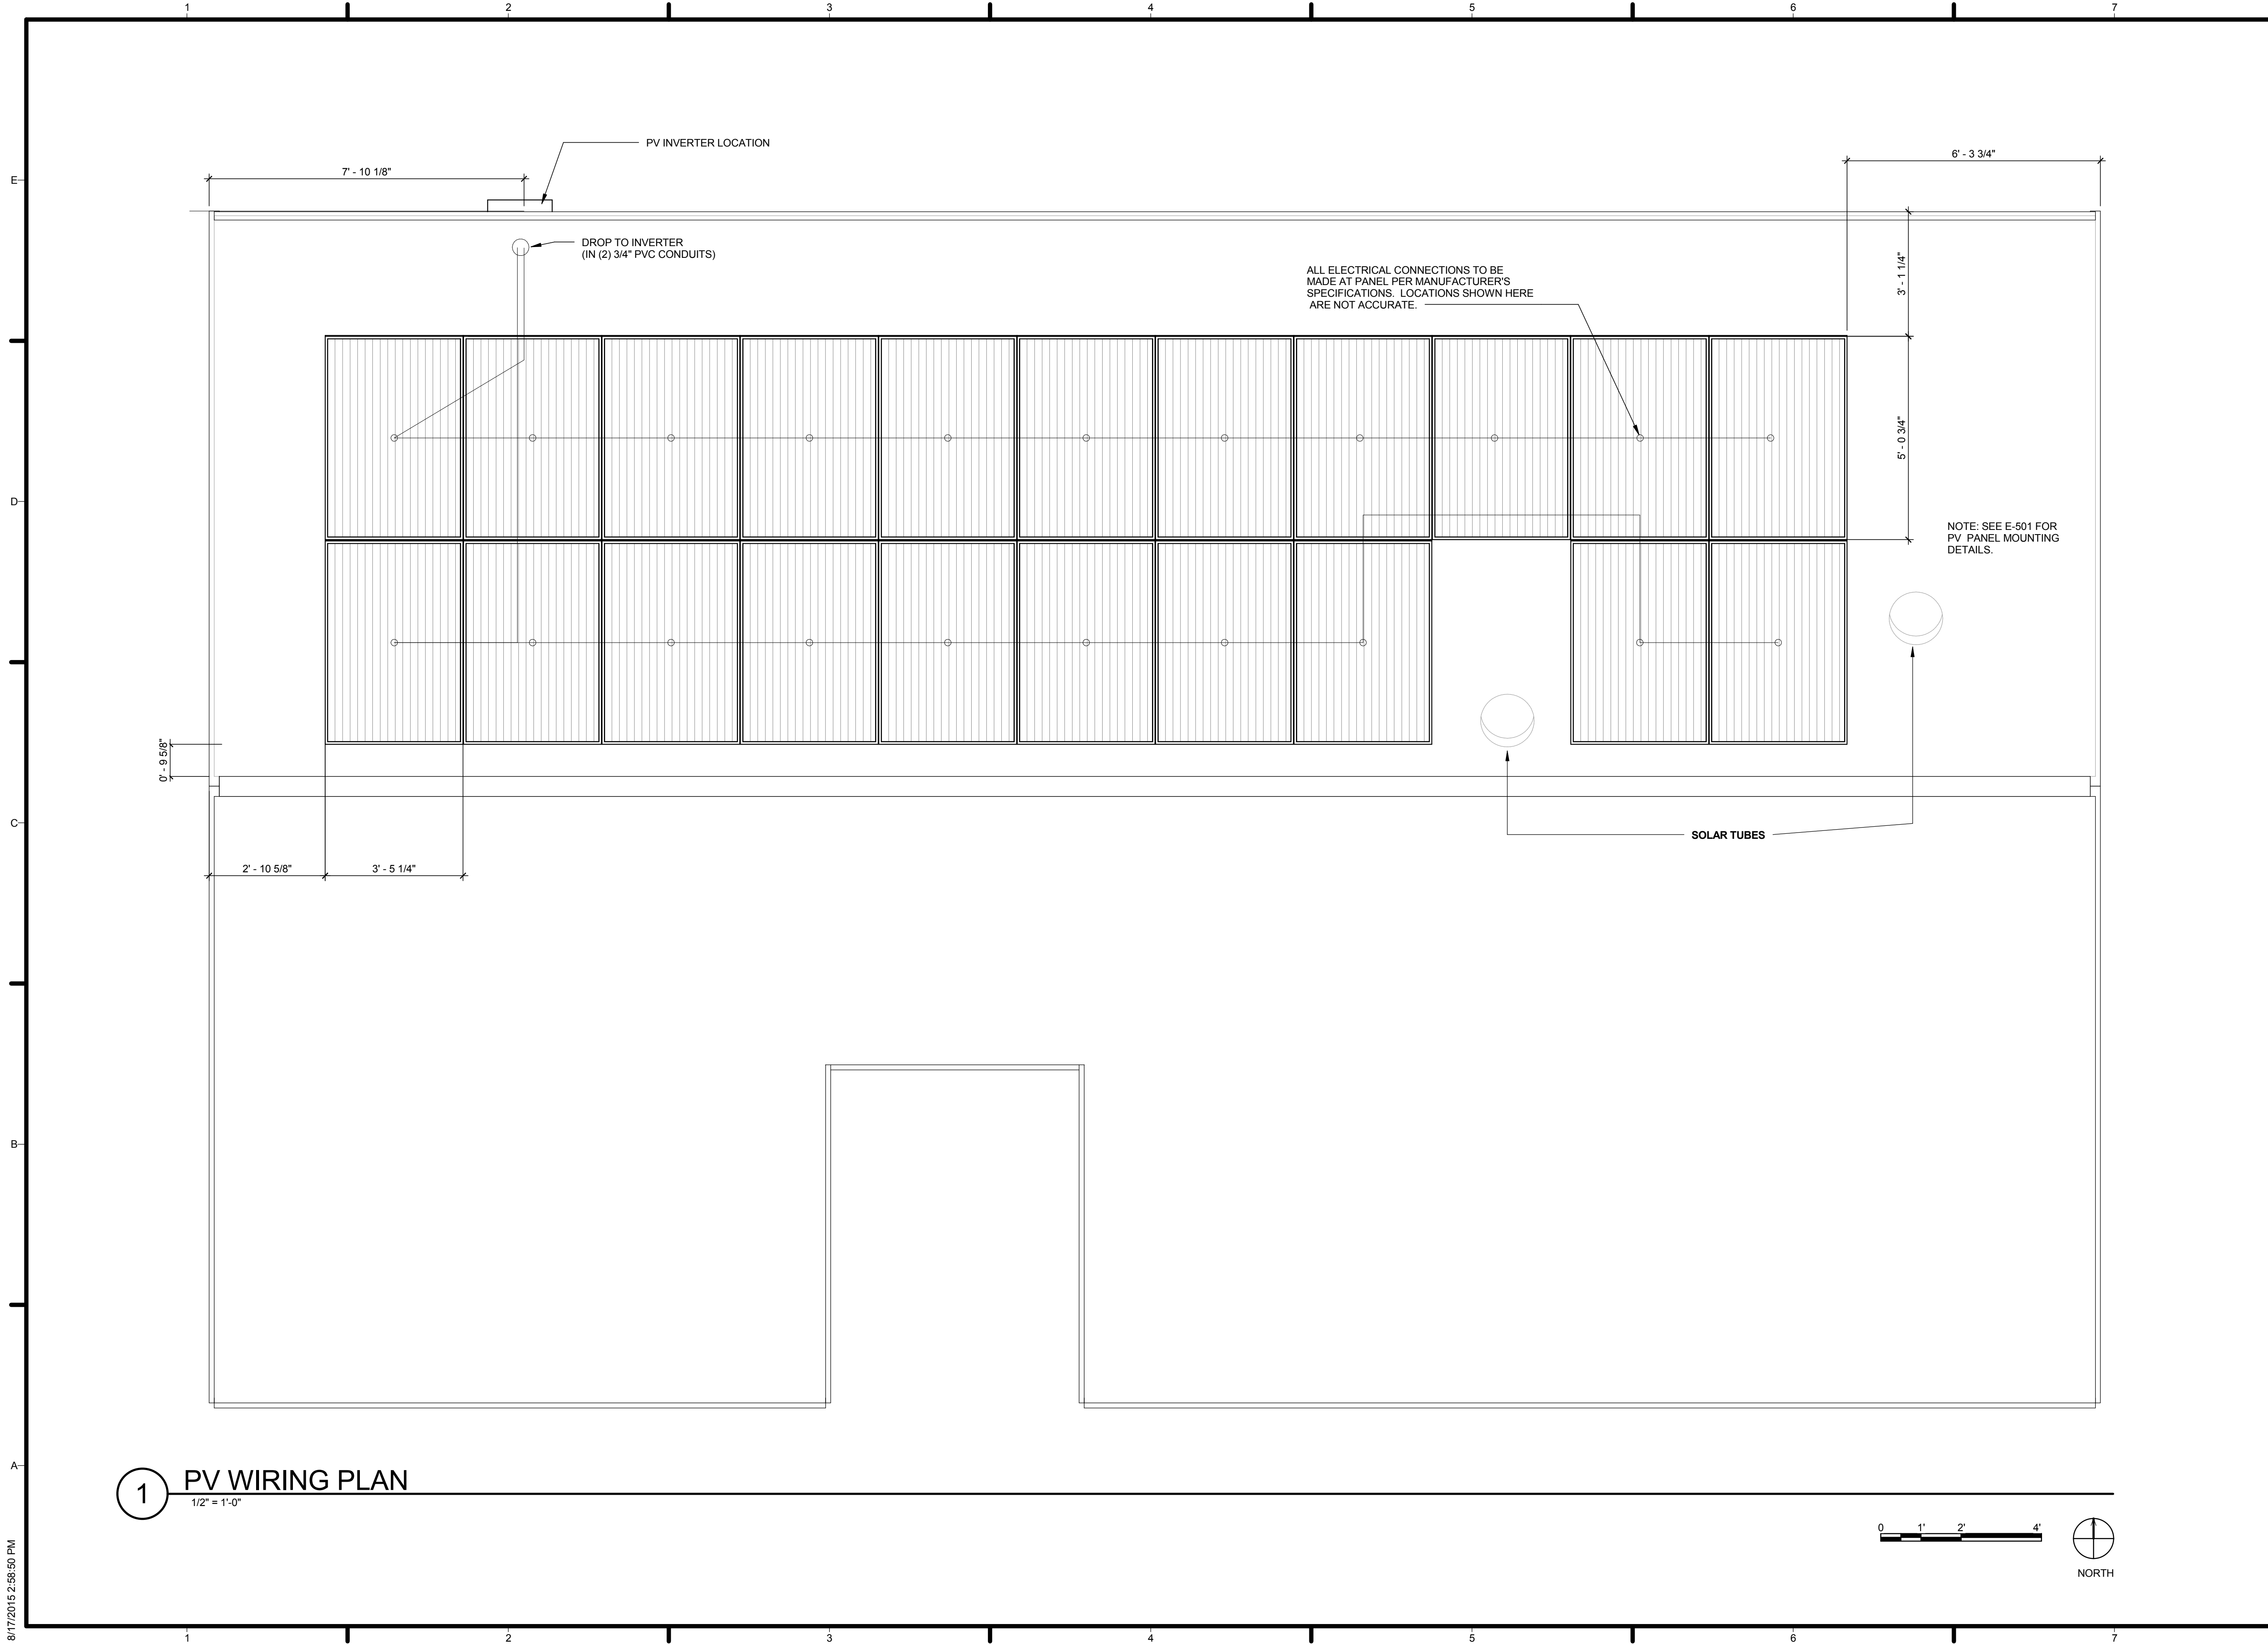 1 2 3 4 5 6 7
PV INVERTER LOCATION
7' - 10 1/8"
6' - 3 3/4"
E
DROP TO INVERTER
(IN (2) 3/4" PVC CONDUITS)
ALL ELECTRICAL CONNECTIONS TO BE
MADE AT PANEL PER MANUFACTURER'S
SPECIFICATIONS. LOCATIONS SHOWN HERE
ARE NOT ACCURATE.
3' - 1 1/4"
5' - 0 3/4"
D
NOTE: SEE E-501 FOR
PV PANEL MOUNTING
DETAILS.
0' - 9 5/8"
C
SOLAR TUBES
2' - 10 5/8"
3' - 5 1/4"
B
A
1
PV WIRING PLAN
1/2" = 1'-0"
0 1' 2' 4'
NORTH
8/17/2015 2:58:50 PM
1 2 3 4 5 6 7